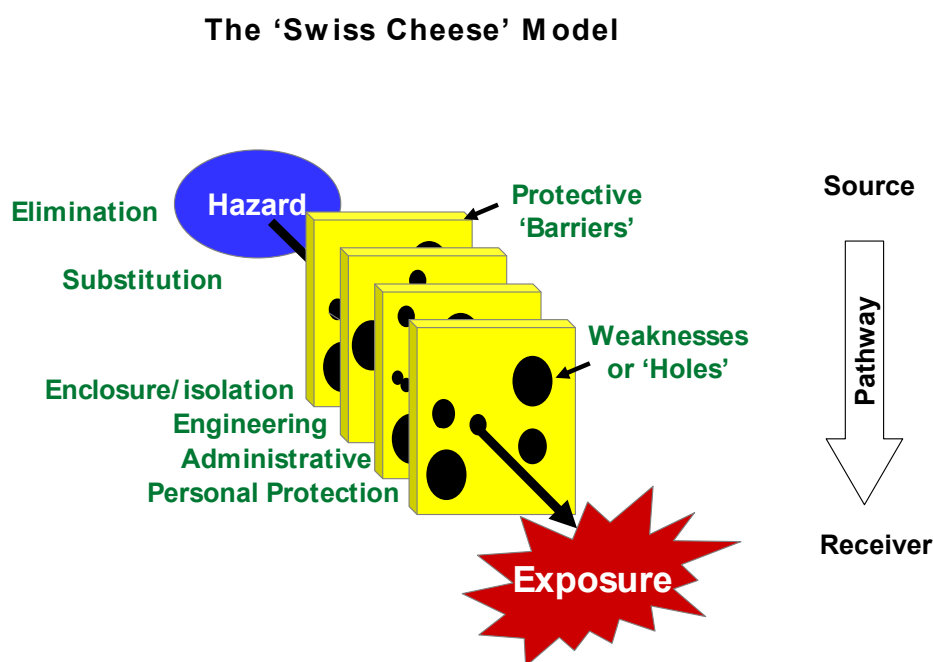 The ‘Swiss Cheese’ Model
Hazard
Elimination
Substitution
Protective
‘Barriers’
Source
Pathway
Weaknesses
or ‘Holes’
Enclosure/isolation
Engineering
Administrative
Personal Protection
Receiver
Exposure